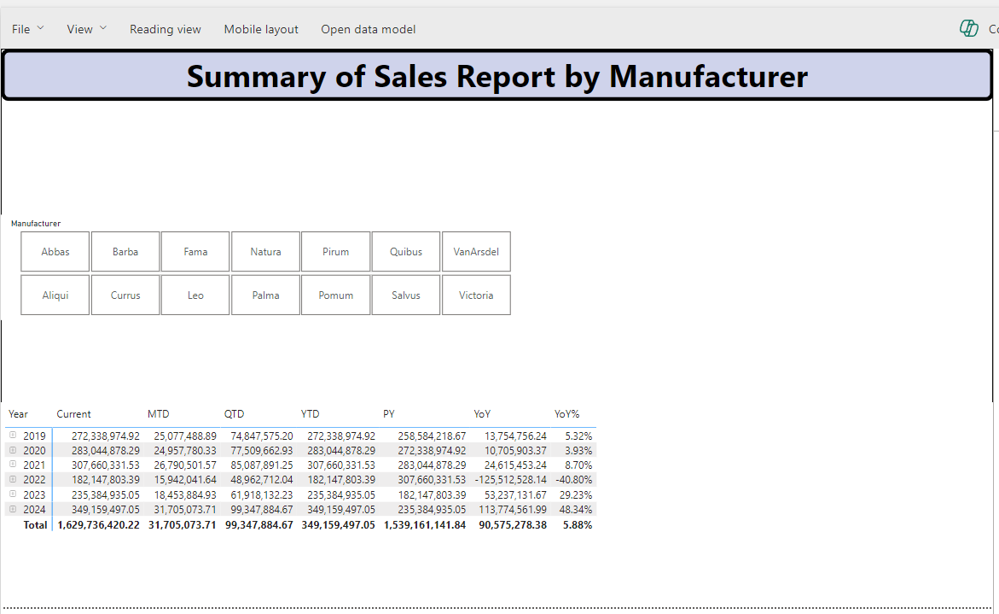 File View Reading view Mobile layout Open data model Co
Summary of Sales Report by Manufacturer
Manufacturer
Abbas Barba Fama Natura Pirum Quibus VanArsdel
Aliqui Currus Leo Palma Pomum Salvus Victoria
Year Current MTD QTD YTD PY YoY YoY%
2019 272,338,974.92 25,077,488.89 74,847,575.20 272,338,974.92 258,584,218.67 13,754,756.24 5.32%
2020 283,044,878.29 24,957,780.33 77,509,662.93 283,044,878.29 272,338,974.92 10,705,903.37 3.93%
2021 307,660,331.53 26,790,501.57 85,087,891.25 307,660,331.53 283,044,878.29 24,615,453.24 8.70%
2022 182,147,803.39 15,942,041.64 48,962,712.04 182,147,803.39 307,660,331.53 -125,512,528.14 -40.80%
2023 235,384,935.05 18,453,884.93 61,918,132.23 235,384,935.05 182,147,803.39 53,237,131.67 29.23%
2024 349,159,497.05 31,705,073.71 99,347,884.67 349,159,497.05 235,384,935.05 113,774,561.99 48.34%
Total 1,629,736,420.22 31,705,073.71 99,347,884.67 349,159,497.05 1,539,161,141.84 90,575,278.38 5.88%